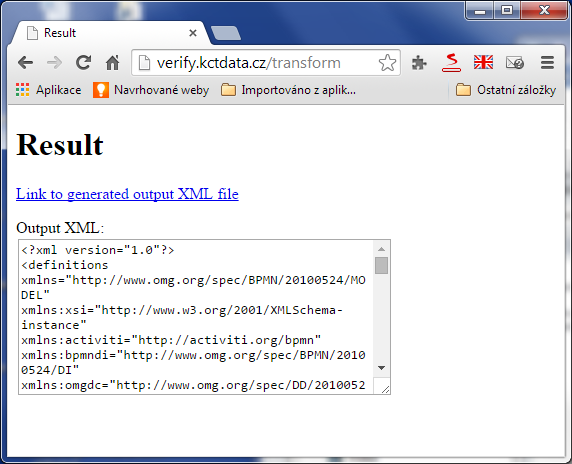 Result
verify.kctdata.cz/transform
Aplikace Navrhované weby Importováno z aplik... Ostatní záložky
Result
Link to generated output XML file
Output XML:
<?xml version="1.0"?>
<definitions
xmlns="http://www.omg.org/spec/BPMN/20100524/MO
DEL"
xmlns:xsi="http://www.w3.org/2001/XMLSchema-
instance"
xmlns:activiti="http://activiti.org/bpmn"
xmlns:bpmndi="http://www.omg.org/spec/BPMN/2010
0524/DI"
xmlns:omgdc="http://www.omg.org/spec/DD/2010052